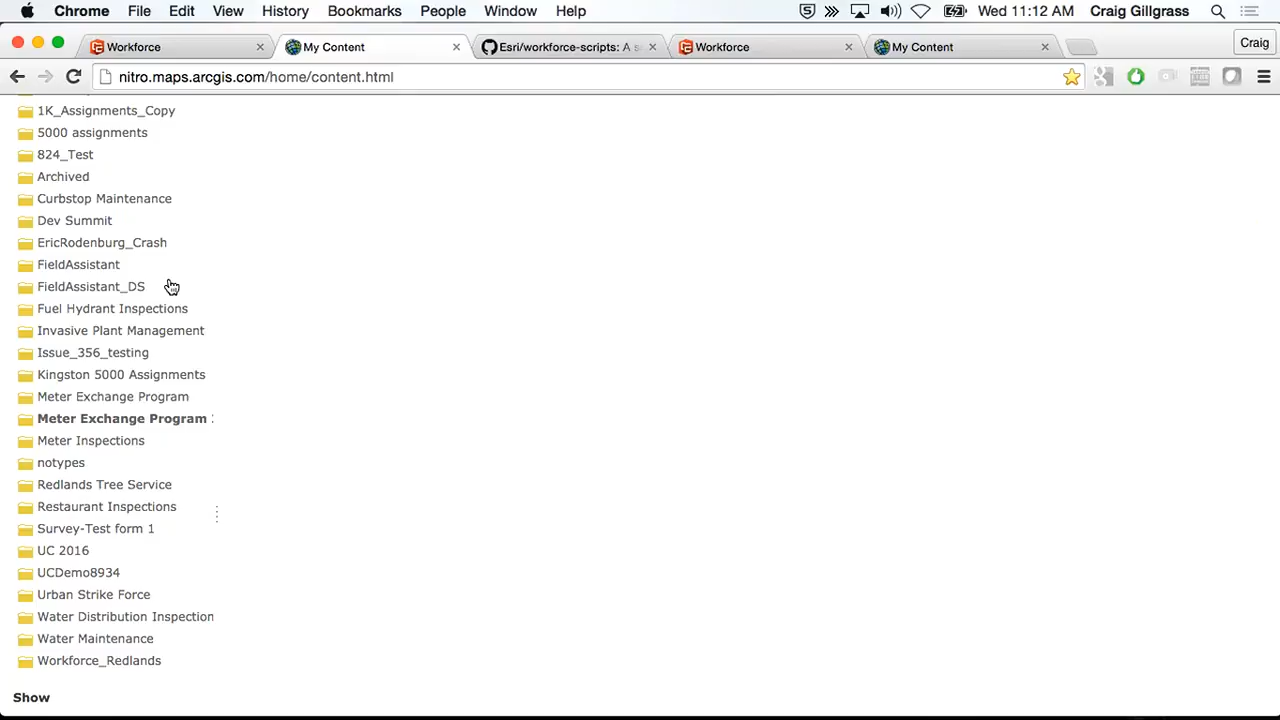 Chrome File Edit View History Bookmarks People Window Help Wed 11:12 AM Craig Gillgrass
Workforce My Content Esri/workforce-scripts: A s Workforce My Content Craig
nitro.maps.arcgis.com/home/content.html
1K_Assignments_Copy
5000 assignments
824_Test
Archived
Curbstop Maintenance
Dev Summit
EricRodenburg_Crash
FieldAssistant
FieldAssistant_DS
Fuel Hydrant Inspections
Invasive Plant Management
Issue_356_testing
Kingston 5000 Assignments
Meter Exchange Program
Meter Exchange Program
Meter Inspections
notypes
Redlands Tree Service
Restaurant Inspections
Survey-Test form 1
UC 2016
UCDemo8934
Urban Strike Force
Water Distribution Inspection
Water Maintenance
Workforce_Redlands
Show